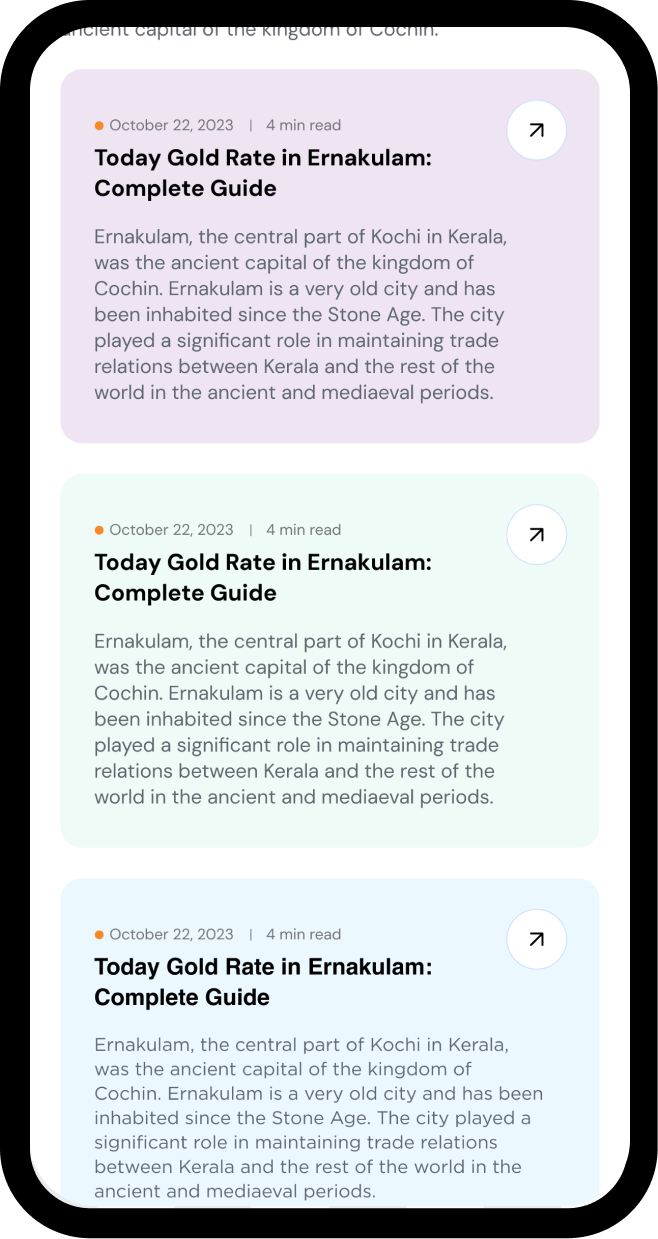 ancient capital of the kingdom of Cochin.
October 22, 2023 | 4 min read
Today Gold Rate in Ernakulam:
Complete Guide
Ernakulam, the central part of Kochi in Kerala,
was the ancient capital of the kingdom of
Cochin. Ernakulam is a very old city and has
been inhabited since the Stone Age. The city
played a significant role in maintaining trade
relations between Kerala and the rest of the
world in the ancient and mediaeval periods.
October 22, 2023 | 4 min read
Today Gold Rate in Ernakulam:
Complete Guide
Ernakulam, the central part of Kochi in Kerala,
was the ancient capital of the kingdom of
Cochin. Ernakulam is a very old city and has
been inhabited since the Stone Age. The city
played a significant role in maintaining trade
relations between Kerala and the rest of the
world in the ancient and mediaeval periods.
October 22, 2023 | 4 min read
Today Gold Rate in Ernakulam:
Complete Guide
Ernakulam, the central part of Kochi in Kerala,
was the ancient capital of the kingdom of
Cochin. Ernakulam is a very old city and has been
inhabited since the Stone Age. The city played a
significant role in maintaining trade relations
between Kerala and the rest of the world in the
ancient and mediaeval periods.